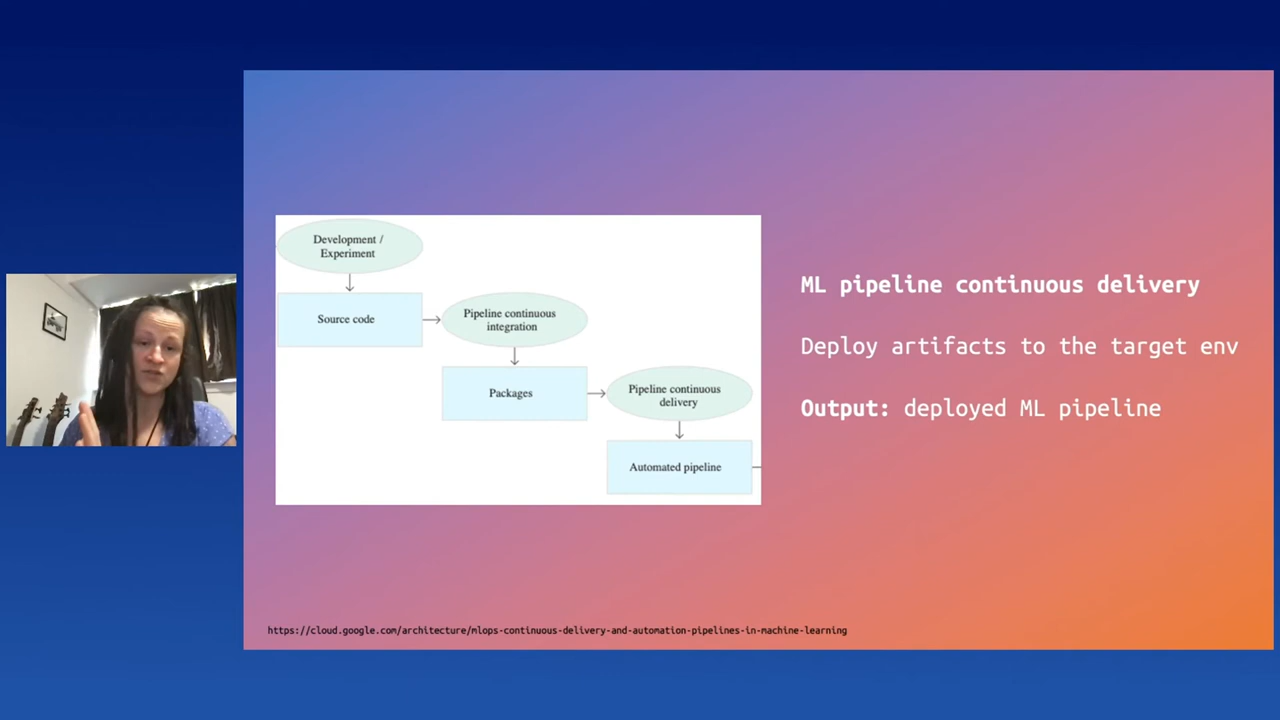 Development /
Experiment
Source code
Pipeline continuous
integration
Packages
Pipeline continuous
delivery
Automated pipeline
ML pipeline continuous delivery
Deploy artifacts to the target env
Output: deployed ML pipeline
https://cloud.google.com/architecture/mlops-continuous-delivery-and-automation-pipelines-in-machine-learning